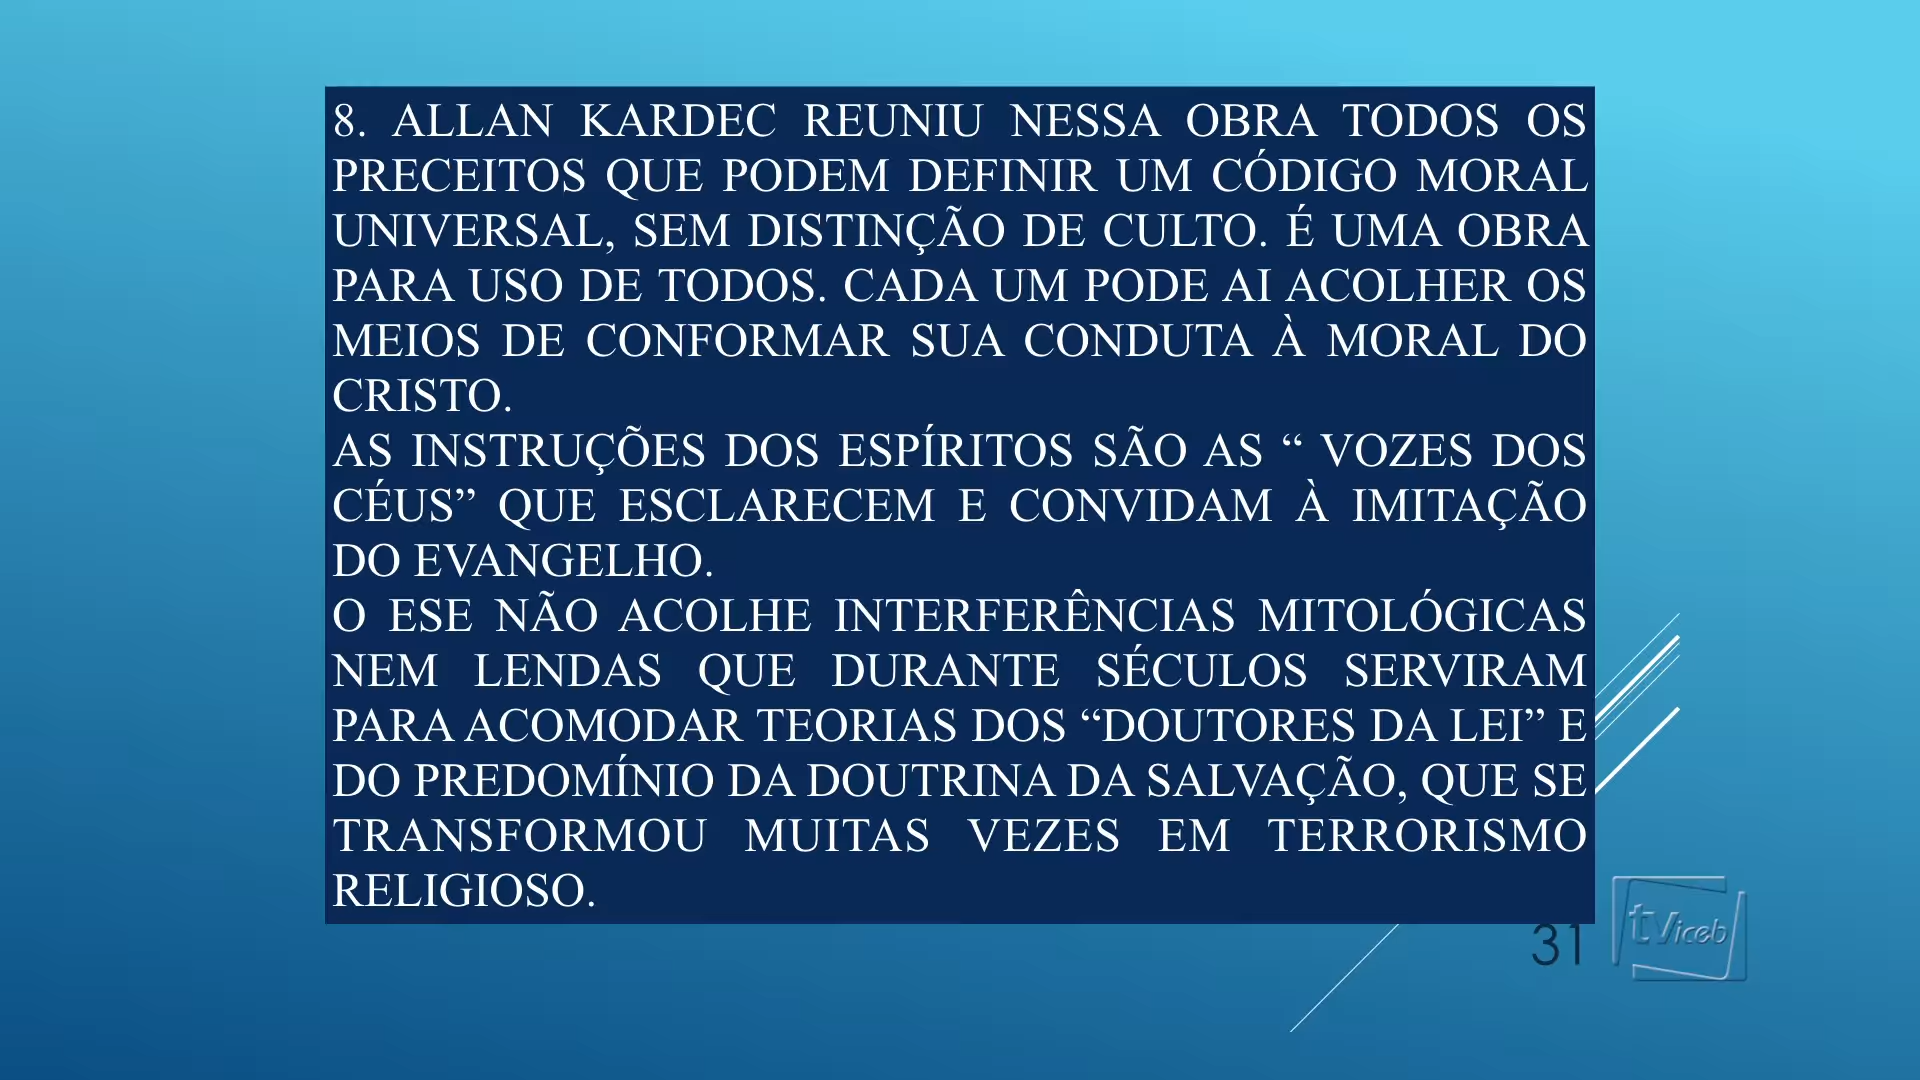 8. ALLAN KARDEC REUNIU NESSA OBRA TODOS OS
PRECEITOS QUE PODEM DEFINIR UM CÓDIGO MORAL
UNIVERSAL, SEM DISTINÇÃO DE CULTO. É UMA OBRA
PARA USO DE TODOS. CADA UM PODE AI ACOLHER OS
MEIOS DE CONFORMAR SUA CONDUTA À MORAL DO
CRISTO.
AS INSTRUÇÕES DOS ESPÍRITOS SÃO AS “ VOZES DOS
CÉUS” QUE ESCLARECEM E CONVIDAM À IMITAÇÃO
DO EVANGELHO.
O ESE NÃO ACOLHE INTERFERÊNCIAS MITOLÓGICAS
NEM LENDAS QUE DURANTE SÉCULOS SERVIRAM
PARA ACOMODAR TEORIAS DOS “DOUTORES DA LEI” E
DO PREDOMÍNIO DA DOUTRINA DA SALVAÇÃO, QUE SE
TRANSFORMOU MUITAS VEZES EM TERRORISMO
RELIGIOSO.
31
tviceb